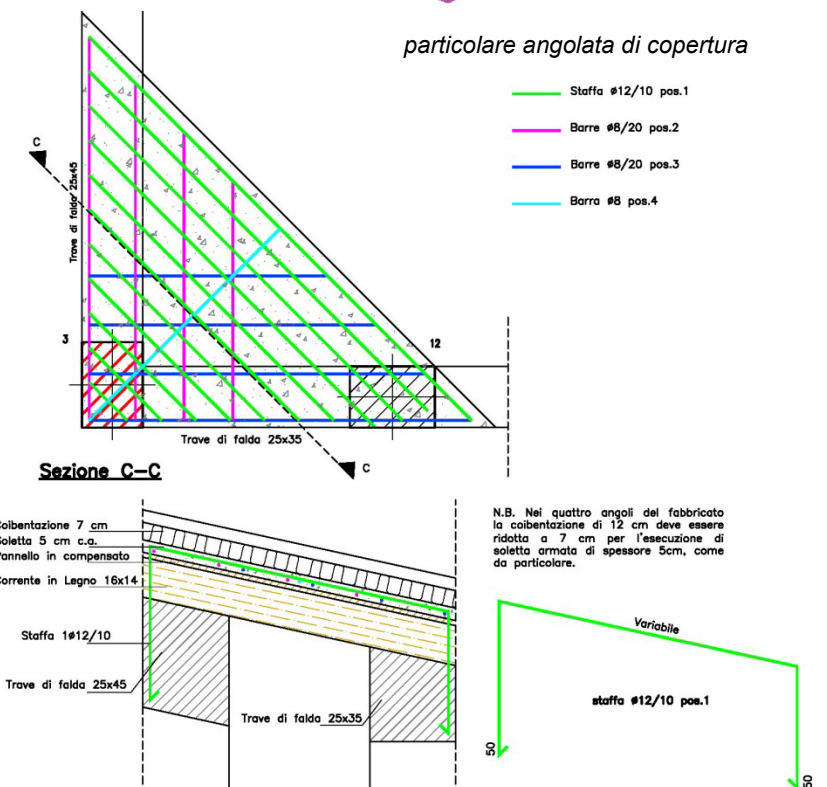 particolare angolata di copertura
Staffa ø12/10 pos.1
Barre ø8/20 pos.2
Barre ø8/20 pos.3
Barra ø8 pos.4
C
Trave di falda 25x45
3
12
Trave di falda 25x35
C
Sezione C-C
Coibentazione 7 cm
Soletta 5 cm c.a.
Pannello in compensato
Corrente in Legno 16x14
Staffa 1ø12/10
Trave di falda 25x45
Trave di falda 25x35
N.B. Nei quattro angoli del fabbricato
la coibentazione di 12 cm deve essere
ridotta a 7 cm per l'esecuzione di
soletta armata di spessore 5cm, come
da particolare.
Variabile
staffa ø12/10 pos.1
50
50